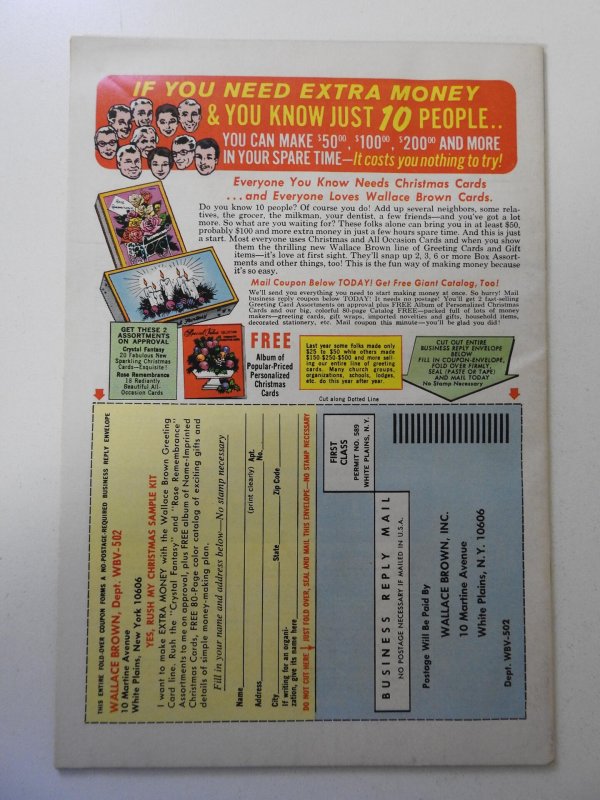 IF YOU NEED EXTRA MONEY
& YOU KNOW JUST 10 PEOPLE..
YOU CAN MAKE $50⁰⁰, $100⁰⁰, $200⁰⁰ AND MORE
IN YOUR SPARE TIME—It costs you nothing to try!
Everyone You Know Needs Christmas Cards
...and Everyone Loves Wallace Brown Cards.
Do you know 10 people? Of course you do! Add up several neighbors, some rela-
tives, the grocer, the milkman, your dentist, a few friends—and you've got a lot
more. So what are you waiting for? These folks alone can bring you in at least $50,
probably $100 and more extra money in just a few hours spare time. And this is just
a start. Most everyone uses Christmas and All Occasion Cards and when you show
them the thrilling new Wallace Brown line of Greeting Cards and Gift
items—it's love at first sight. They'll snap up 2, 3, 6 or more Box Assort-
ments and other things, too! This is the fun way of making money because
it's so easy.
Mail Coupon Below TODAY! Get Free Giant Catalog, Too!
We'll send you everything you need to start making money at once. So hurry! Mail
business reply coupon below TODAY! It needs no postage! You'll get 2 best-selling
Greeting Card Assortments on approval plus FREE Album of Personalized Christmas
Cards and our big, colorful 80-page Catalog FREE—packed full of lots of money
makers—greeting cards, gift wraps, imported novelties and gifts, household items,
decorated stationery, etc. Mail coupon this minute—you'll be glad you did!
GET THESE 2
ASSORTMENTS
ON APPROVAL
Crystal Fantasy
20 Fabulous New
Sparkling Christmas
Cards—Exquisite!
Rose Remembrance
18 Radiantly
Beautiful All-
Occasion Cards
FREE
Album of
Popular-Priced
Personalized
Christmas
Cards
Last year some folks made only
$25 to $50 while others made
$150 $250 $500 and more sell-
ing our entire line of greeting
cards. Many church groups,
organizations, schools, lodges,
etc. do this year after year.
CUT OUT ENTIRE
BUSINESS REPLY ENVELOPE
BELOW
FILL IN COUPON-ENVELOPE,
FOLD OVER FIRMLY,
SEAL (PASTE OR TAPE)
AND MAIL TODAY
No Stamp Necessary
Cut along Dotted Line
THIS ENTIRE FOLD-OVER COUPON FORMS A NO-POSTAGE-REQUIRED BUSINESS REPLY ENVELOPE
WALLACE BROWN, Dept. WBV-502
10 Martine Avenue
White Plains, New York 10606
YES, RUSH MY CHRISTMAS SAMPLE KIT
I want to make EXTRA MONEY with the Wallace Brown Greeting
Card line. Rush the "Crystal Fantasy" and "Rose Remembrance"
Assortments to me on approval, plus FREE album of Name-Imprinted
Christmas Cards, FREE 80-Page color catalog of exciting gifts and
details of simple money-making plan.
Fill in your name and address below—No stamp necessary
Name
(print clearly) Apt. No.
Address
City
State
Zip Code
If writing for an organi-
zation, give its name here
DO NOT CUT HERE JUST FOLD OVER, SEAL AND MAIL THIS ENVELOPE—NO STAMP NECESSARY
FIRST
CLASS
PERMIT NO. 589
WHITE PLAINS, N.Y.
BUSINESS REPLY MAIL
NO POSTAGE NECESSARY IF MAILED IN U.S.A.
Postage Will Be Paid By
WALLACE BROWN, INC.
10 Martine Avenue
White Plains, N.Y. 10606
Dept. WBV-502